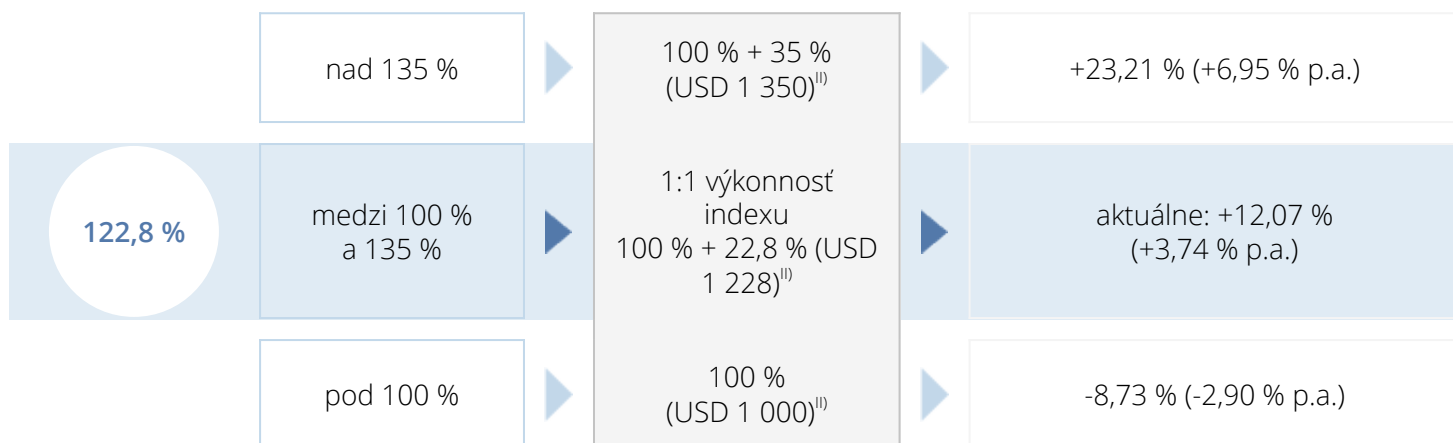 nad 135 %
100 % + 35 %
(USD 1 350)II)
+23,21 % (+6,95 % p.a.)
122,8 %
medzi 100 %
a 135 %
1:1 výkonnosť
indexu
100 % + 22,8 % (USD
1 228)II)
aktuálne: +12,07 %
(+3,74 % p.a.)
pod 100 %
100 %
(USD 1 000)II)
-8,73 % (-2,90 % p.a.)